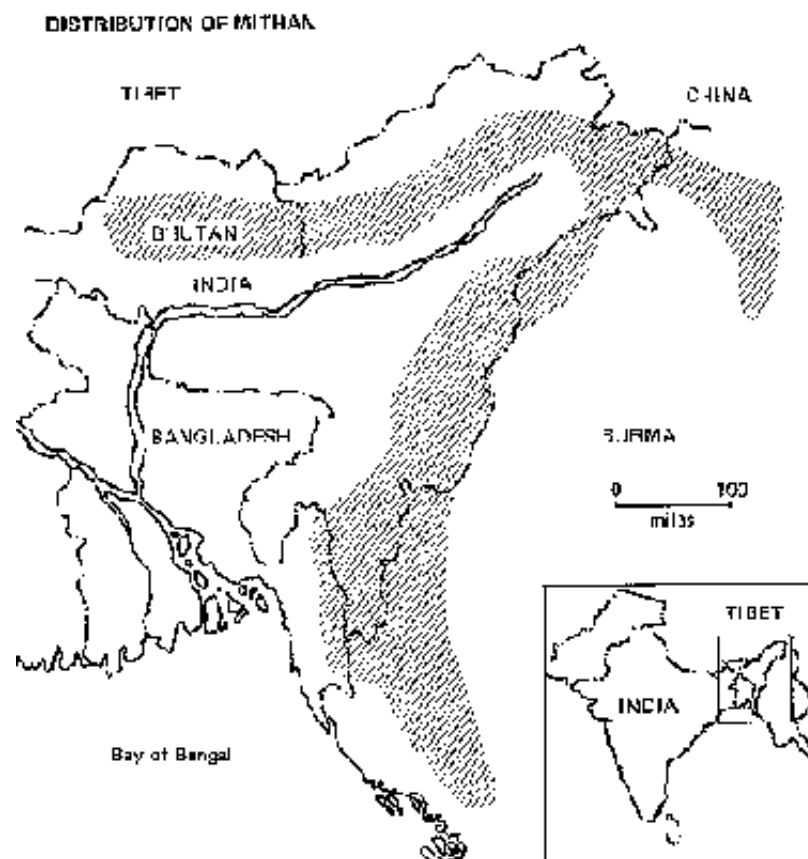 DISTRIBUTION OF MITHAN
TIBET
CHINA
BHUTAN
INDIA
BANGLADESH
BURMA
0 100
miles
TIBET
INDIA
Bay of Bengal